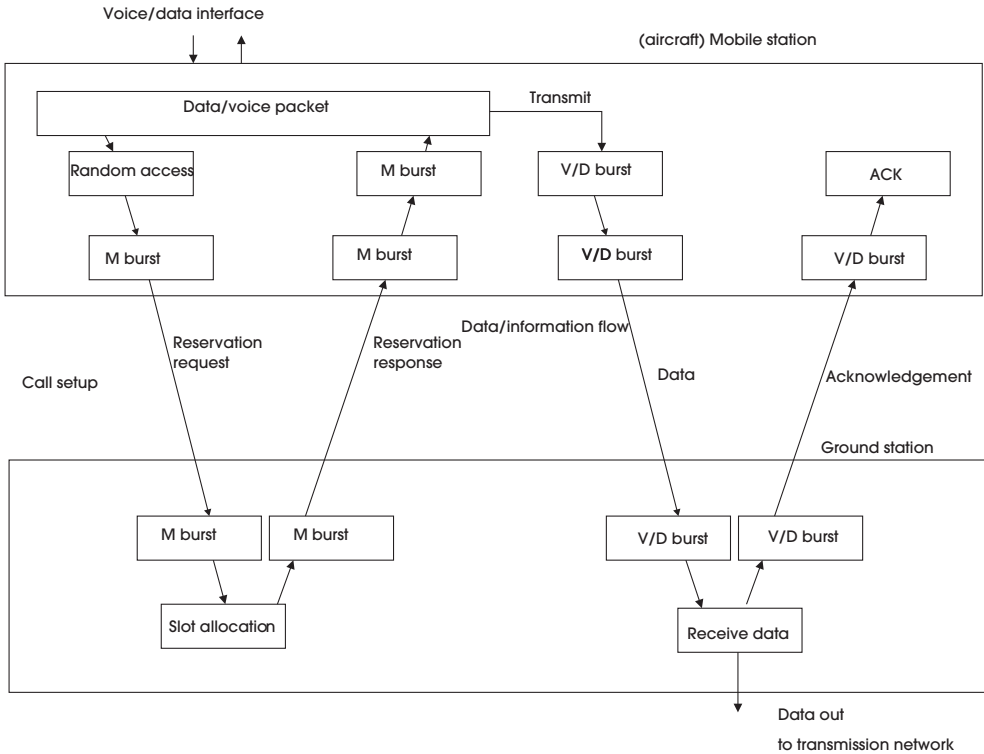 Voice/data interface
(aircraft) Mobile station
Data/voice packet
Transmit
Random access
M burst
V/D burst
ACK
M burst
M burst
V/D burst
V/D burst
Data/information flow
Reservation
request
Reservation
response
Call setup
Data
Acknowledgement
Ground station
M burst
M burst
V/D burst
V/D burst
Slot allocation
Receive data
Data out
to transmission network